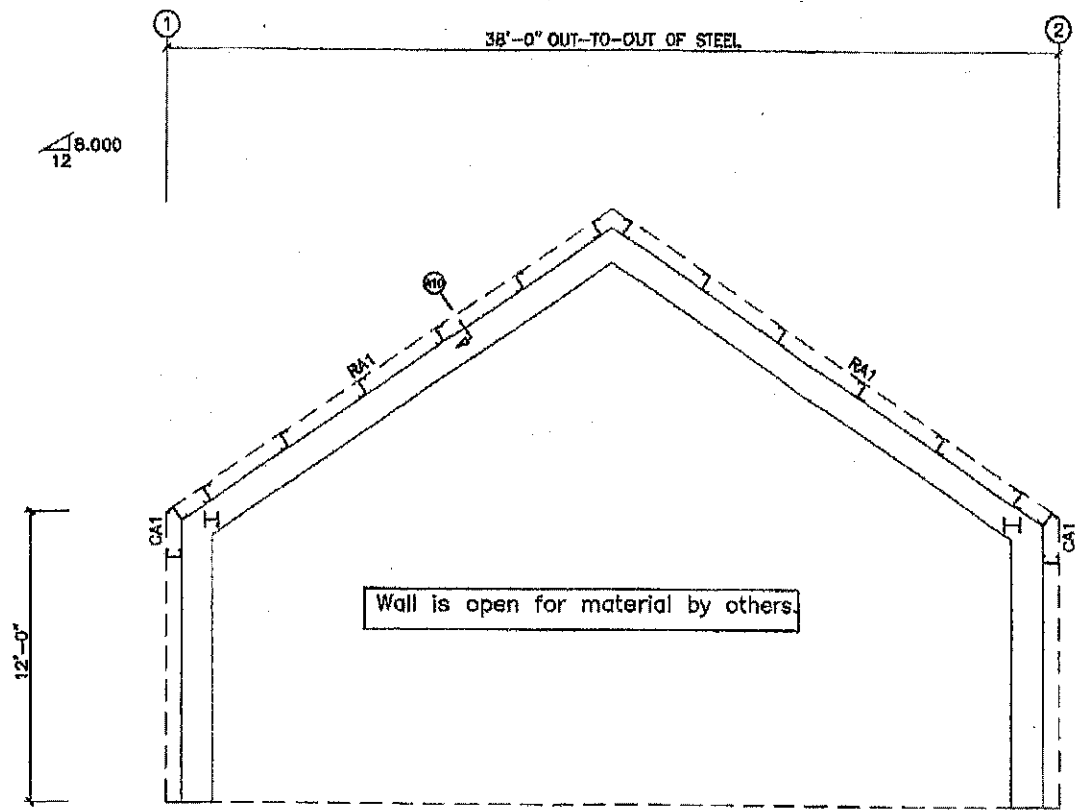 1
2
38'-0" OUT-TO-OUT OF STEEL
8.000
12
A10
RA1
RA1
CA1
CA1
12'-0"
Wall is open for material by others.